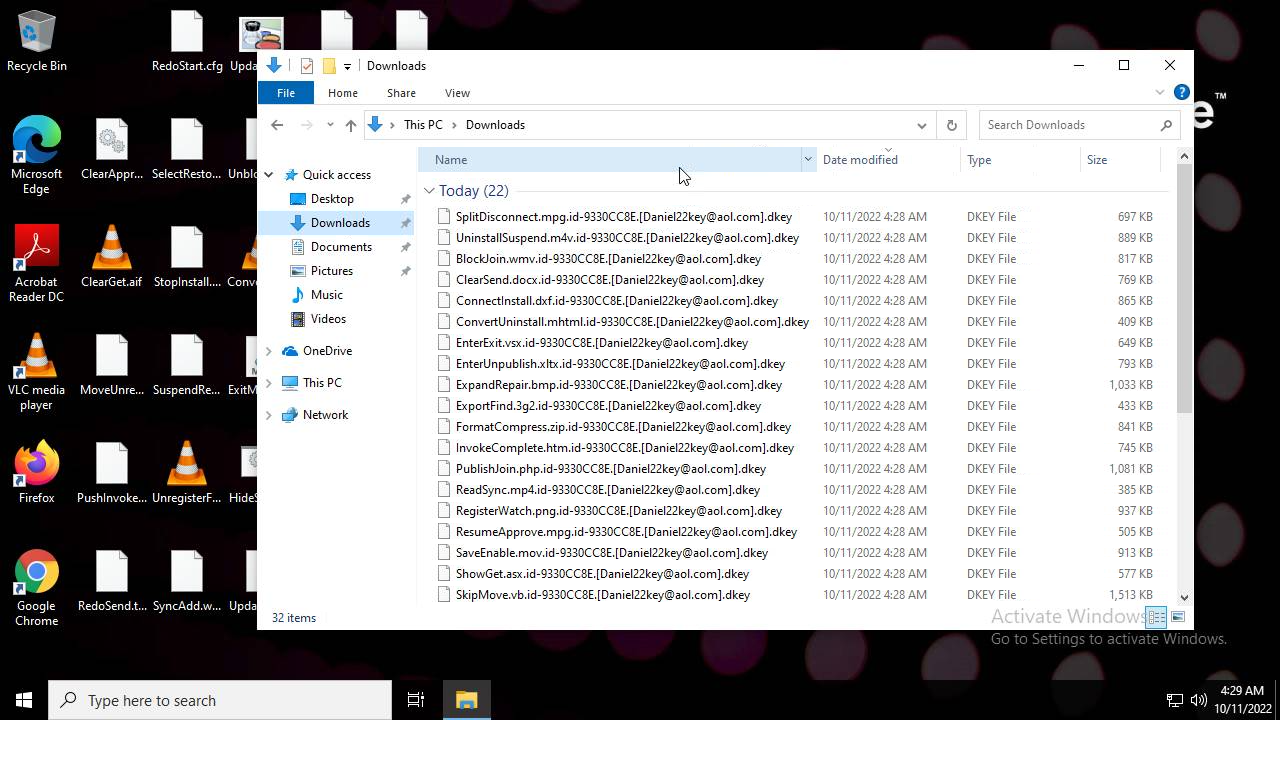 Recycle Bin
RedoStart.cfg
Upda
Microsoft
Edge
ClearAppr...
SelectResto...
Unblo
Acrobat
Reader DC
ClearGet.aif
StopInstall....
Conv
VLC media
player
MoveUnre...
SuspendRe...
ExitM
Firefox
PushInvoke...
UnregisterF...
HideS
Google
Chrome
RedoSend.t...
SyncAdd.w...
Upda
Downloads
File Home Share View
This PC Downloads
Search Downloads
Quick access
Desktop
Downloads
Documents
Pictures
Music
Videos
OneDrive
This PC
Network
Name Date modified Type Size
Today (22)
SplitDisconnect.mpg.id-9330CC8E.[Daniel22key@aol.com].dkey 10/11/2022 4:28 AM DKEY File 697 KB
UninstallSuspend.m4v.id-9330CC8E.[Daniel22key@aol.com].dkey 10/11/2022 4:28 AM DKEY File 889 KB
BlockJoin.wmv.id-9330CC8E.[Daniel22key@aol.com].dkey 10/11/2022 4:28 AM DKEY File 817 KB
ClearSend.docx.id-9330CC8E.[Daniel22key@aol.com].dkey 10/11/2022 4:28 AM DKEY File 769 KB
ConnectInstall.dxf.id-9330CC8E.[Daniel22key@aol.com].dkey 10/11/2022 4:28 AM DKEY File 865 KB
ConvertUninstall.mhtml.id-9330CC8E.[Daniel22key@aol.com].dkey 10/11/2022 4:28 AM DKEY File 409 KB
EnterExit.vsx.id-9330CC8E.[Daniel22key@aol.com].dkey 10/11/2022 4:28 AM DKEY File 649 KB
EnterUnpublish.xltx.id-9330CC8E.[Daniel22key@aol.com].dkey 10/11/2022 4:28 AM DKEY File 793 KB
ExpandRepair.bmp.id-9330CC8E.[Daniel22key@aol.com].dkey 10/11/2022 4:28 AM DKEY File 1,033 KB
ExportFind.3g2.id-9330CC8E.[Daniel22key@aol.com].dkey 10/11/2022 4:28 AM DKEY File 433 KB
FormatCompress.zip.id-9330CC8E.[Daniel22key@aol.com].dkey 10/11/2022 4:28 AM DKEY File 841 KB
InvokeComplete.htm.id-9330CC8E.[Daniel22key@aol.com].dkey 10/11/2022 4:28 AM DKEY File 745 KB
PublishJoin.php.id-9330CC8E.[Daniel22key@aol.com].dkey 10/11/2022 4:28 AM DKEY File 1,081 KB
ReadSync.mp4.id-9330CC8E.[Daniel22key@aol.com].dkey 10/11/2022 4:28 AM DKEY File 385 KB
RegisterWatch.png.id-9330CC8E.[Daniel22key@aol.com].dkey 10/11/2022 4:28 AM DKEY File 937 KB
ResumeApprove.mpg.id-9330CC8E.[Daniel22key@aol.com].dkey 10/11/2022 4:28 AM DKEY File 505 KB
SaveEnable.mov.id-9330CC8E.[Daniel22key@aol.com].dkey 10/11/2022 4:28 AM DKEY File 913 KB
ShowGet.asx.id-9330CC8E.[Daniel22key@aol.com].dkey 10/11/2022 4:28 AM DKEY File 577 KB
SkipMove.vb.id-9330CC8E.[Daniel22key@aol.com].dkey 10/11/2022 4:28 AM DKEY File 1,513 KB
32 items
e™
Activate Windows
Go to Settings to activate Windows.
Type here to search
4:29 AM
10/11/2022